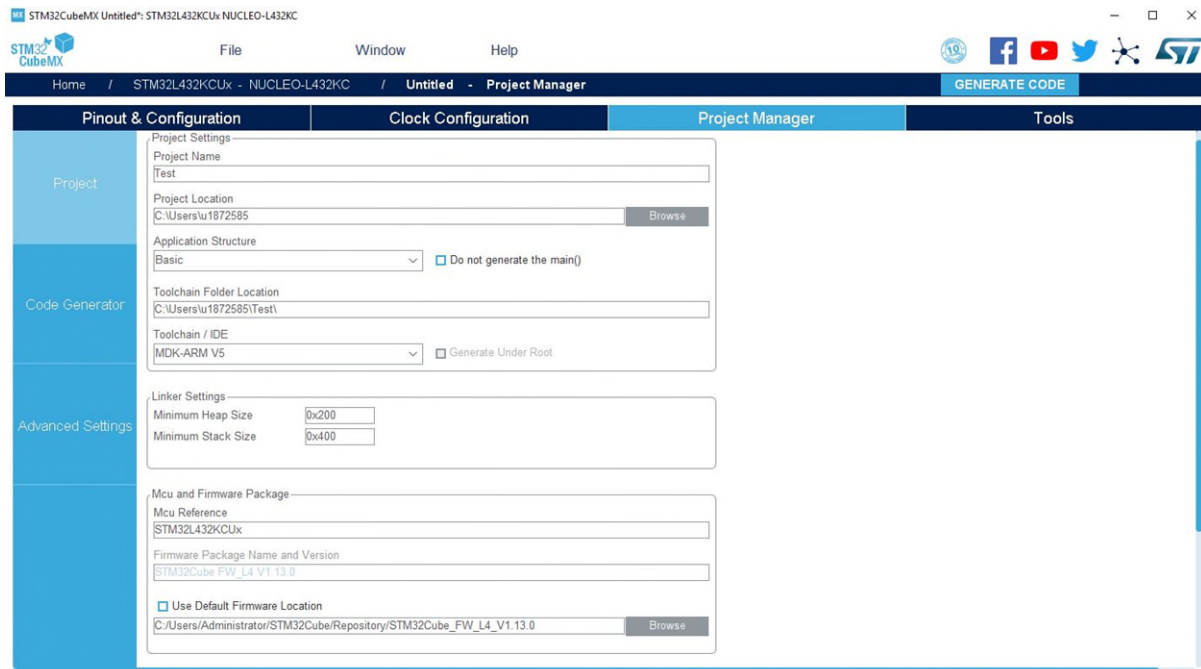 MX STM32CubeMX Untitled*: STM32L432KCUx NUCLEO-L432KC
STM32 CubeMX
File Window Help
10
ST
Home / STM32L432KCUx - NUCLEO-L432KC / Untitled - Project Manager
GENERATE CODE
Pinout & Configuration Clock Configuration Project Manager Tools
Project
Code Generator
Advanced Settings
Project Settings
Project Name
Test
Project Location
C:\Users\u1872585 Browse
Application Structure
Basic Do not generate the main()
Toolchain Folder Location
C:\Users\u1872585\Test\
Toolchain / IDE
MDK-ARM V5 Generate Under Root
Linker Settings
Minimum Heap Size 0x200
Minimum Stack Size 0x400
Mcu and Firmware Package
Mcu Reference
STM32L432KCUx
Firmware Package Name and Version
STM32Cube FW_L4 V1.13.0
Use Default Firmware Location
C:/Users/Administrator/STM32Cube/Repository/STM32Cube_FW_L4_V1.13.0 Browse